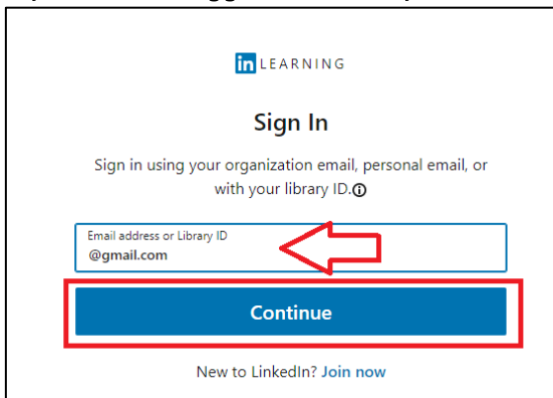 in LEARNING
Sign In
Sign in using your organization email, personal email, or
with your library ID.
Email address or Library ID
@gmail.com
Continue
New to LinkedIn? Join now